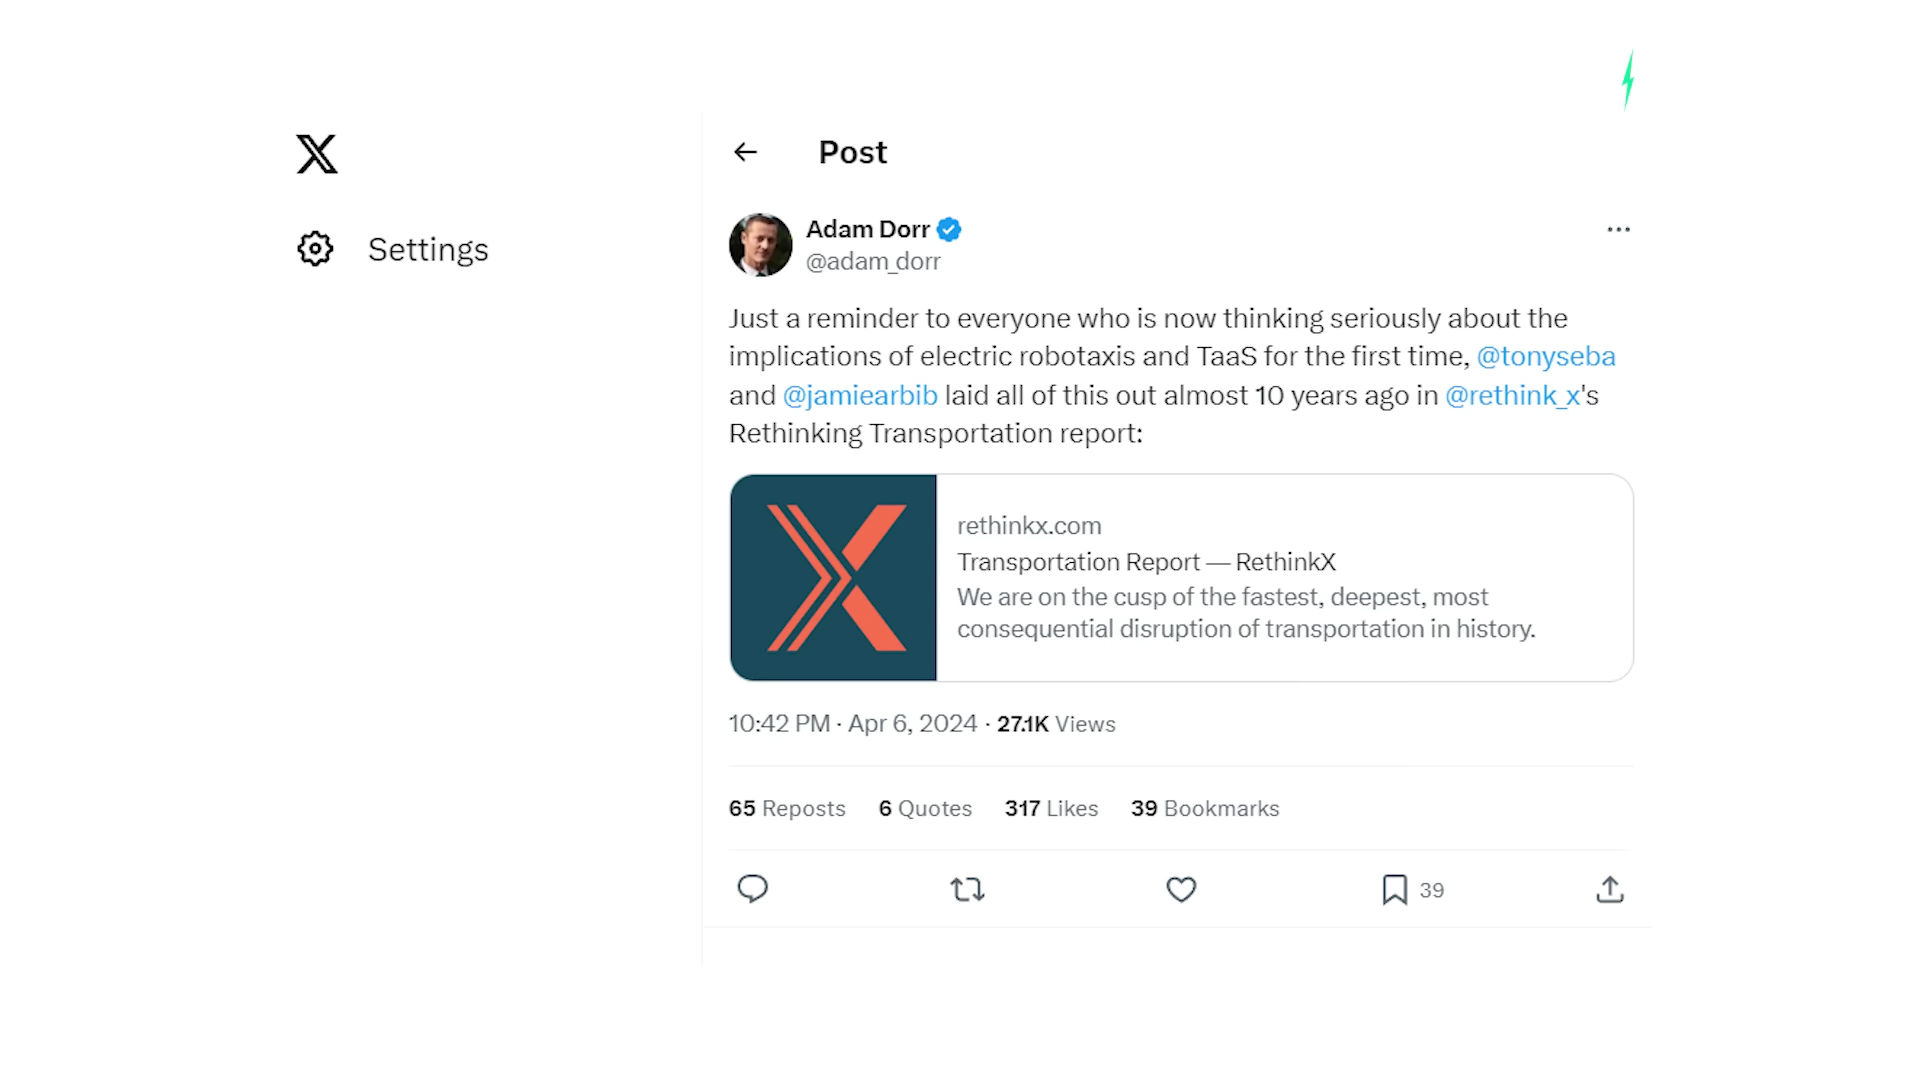 Settings
Post
Adam Dorr
@adam_dorr
Just a reminder to everyone who is now thinking seriously about the
implications of electric robotaxis and TaaS for the first time, @tonyseba
and @jamiearbib laid all of this out almost 10 years ago in @rethink_x's
Rethinking Transportation report:
rethinkx.com
Transportation Report — RethinkX
We are on the cusp of the fastest, deepest, most
consequential disruption of transportation in history.
10:42 PM · Apr 6, 2024 · 27.1K Views
65 Reposts 6 Quotes 317 Likes 39 Bookmarks
39